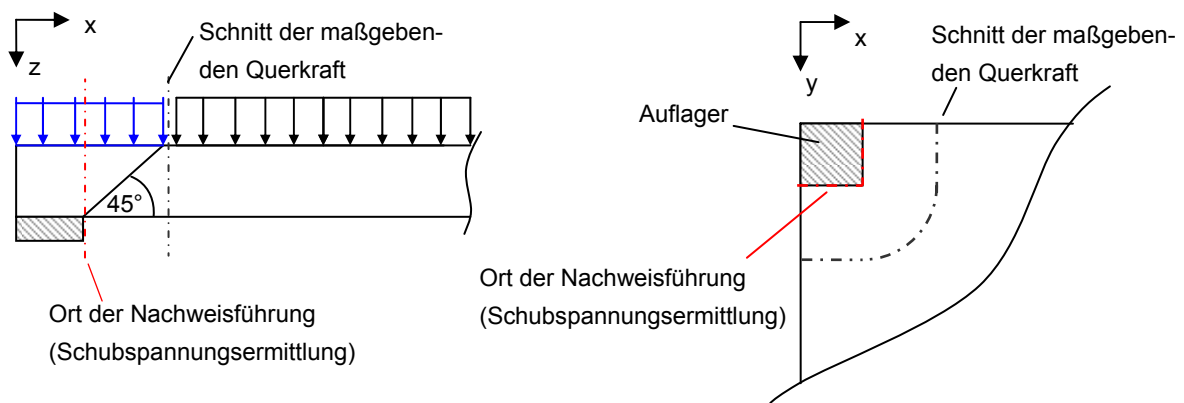 x
z
Schnitt der maßgeben-
den Querkraft
45°
Ort der Nachweisführung
(Schubspannungsermittlung)
x
y
Schnitt der maßgeben-
den Querkraft
Auflager
Ort der Nachweisführung
(Schubspannungsermittlung)